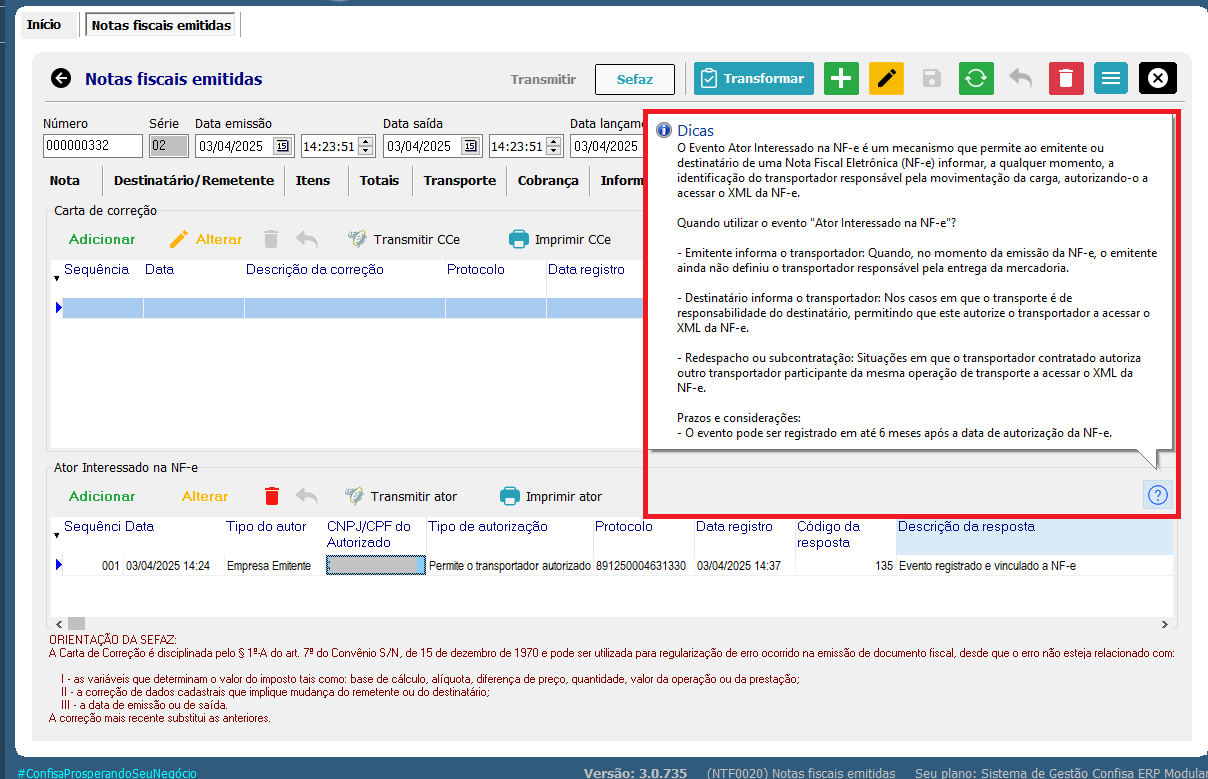 Início
Notas fiscais emitidas
Notas fiscais emitidas
Transmitir
Sefaz
Transformar
Número
Série
Data emissão
Data saída
Data lançam
000000332
02
03/04/2025
15
14:23:51
03/04/2025
15
14:23:51
03/04/2025
Nota
Destinatário/Remetente
Itens
Totais
Transporte
Cobrança
Inform
Dicas
O Evento Ator Interessado na NF-e é um mecanismo que permite ao emitente ou
destinatário de uma Nota Fiscal Eletrônica (NF-e) informar, a qualquer momento, a
identificação do transportador responsável pela movimentação da carga, autorizando-o a
acessar o XML da NF-e.
Quando utilizar o evento "Ator Interessado na NF-e"?
- Emitente informa o transportador: Quando, no momento da emissão da NF-e, o emitente
ainda não definiu o transportador responsável pela entrega da mercadoria.
- Destinatário informa o transportador: Nos casos em que o transporte é de
responsabilidade do destinatário, permitindo que este autorize o transportador a acessar o
XML da NF-e.
- Redespacho ou subcontratação: Situações em que o transportador contratado autoriza
outro transportador participante da mesma operação de transporte a acessar o XML da
NF-e.
Prazos e considerações:
- O evento pode ser registrado em até 6 meses após a data de autorização da NF-e.
Carta de correção
Adicionar
Alterar
Transmitir CCe
Imprimir CCe
Sequência
Data
Descrição da correção
Protocolo
Data registro
Ator Interessado na NF-e
Adicionar
Alterar
Transmitir ator
Imprimir ator
?
Sequênci
Data
Tipo do autor
CNPJ/CPF do
Autorizado
Tipo de autorização
Protocolo
Data registro
Código da
resposta
Descrição da resposta
001
03/04/2025 14:24
Empresa Emitente
Permite o transportador autorizado
891250004631330
03/04/2025 14:37
135
Evento registrado e vinculado a NF-e
ORIENTAÇÃO DA SEFAZ:
A Carta de Correção é disciplinada pelo § 1º-A do art. 7º do Convênio S/N, de 15 de dezembro de 1970 e pode ser utilizada para regularização de erro ocorrido na emissão de documento fiscal, desde que o erro não esteja relacionado com:
I - as variáveis que determinam o valor do imposto tais como: base de cálculo, alíquota, diferença de preço, quantidade, valor da operação ou da prestação;
II - a correção de dados cadastrais que implique mudança do remetente ou do destinatário;
III - a data de emissão ou de saída.
A correção mais recente substitui as anteriores.
#ConfisaProsperandoSeuNegócio
Versão: 3.0.735
(NTF0020) Notas fiscais emitidas
Seu plano: Sistema de Gestão Confisa ERP Modular